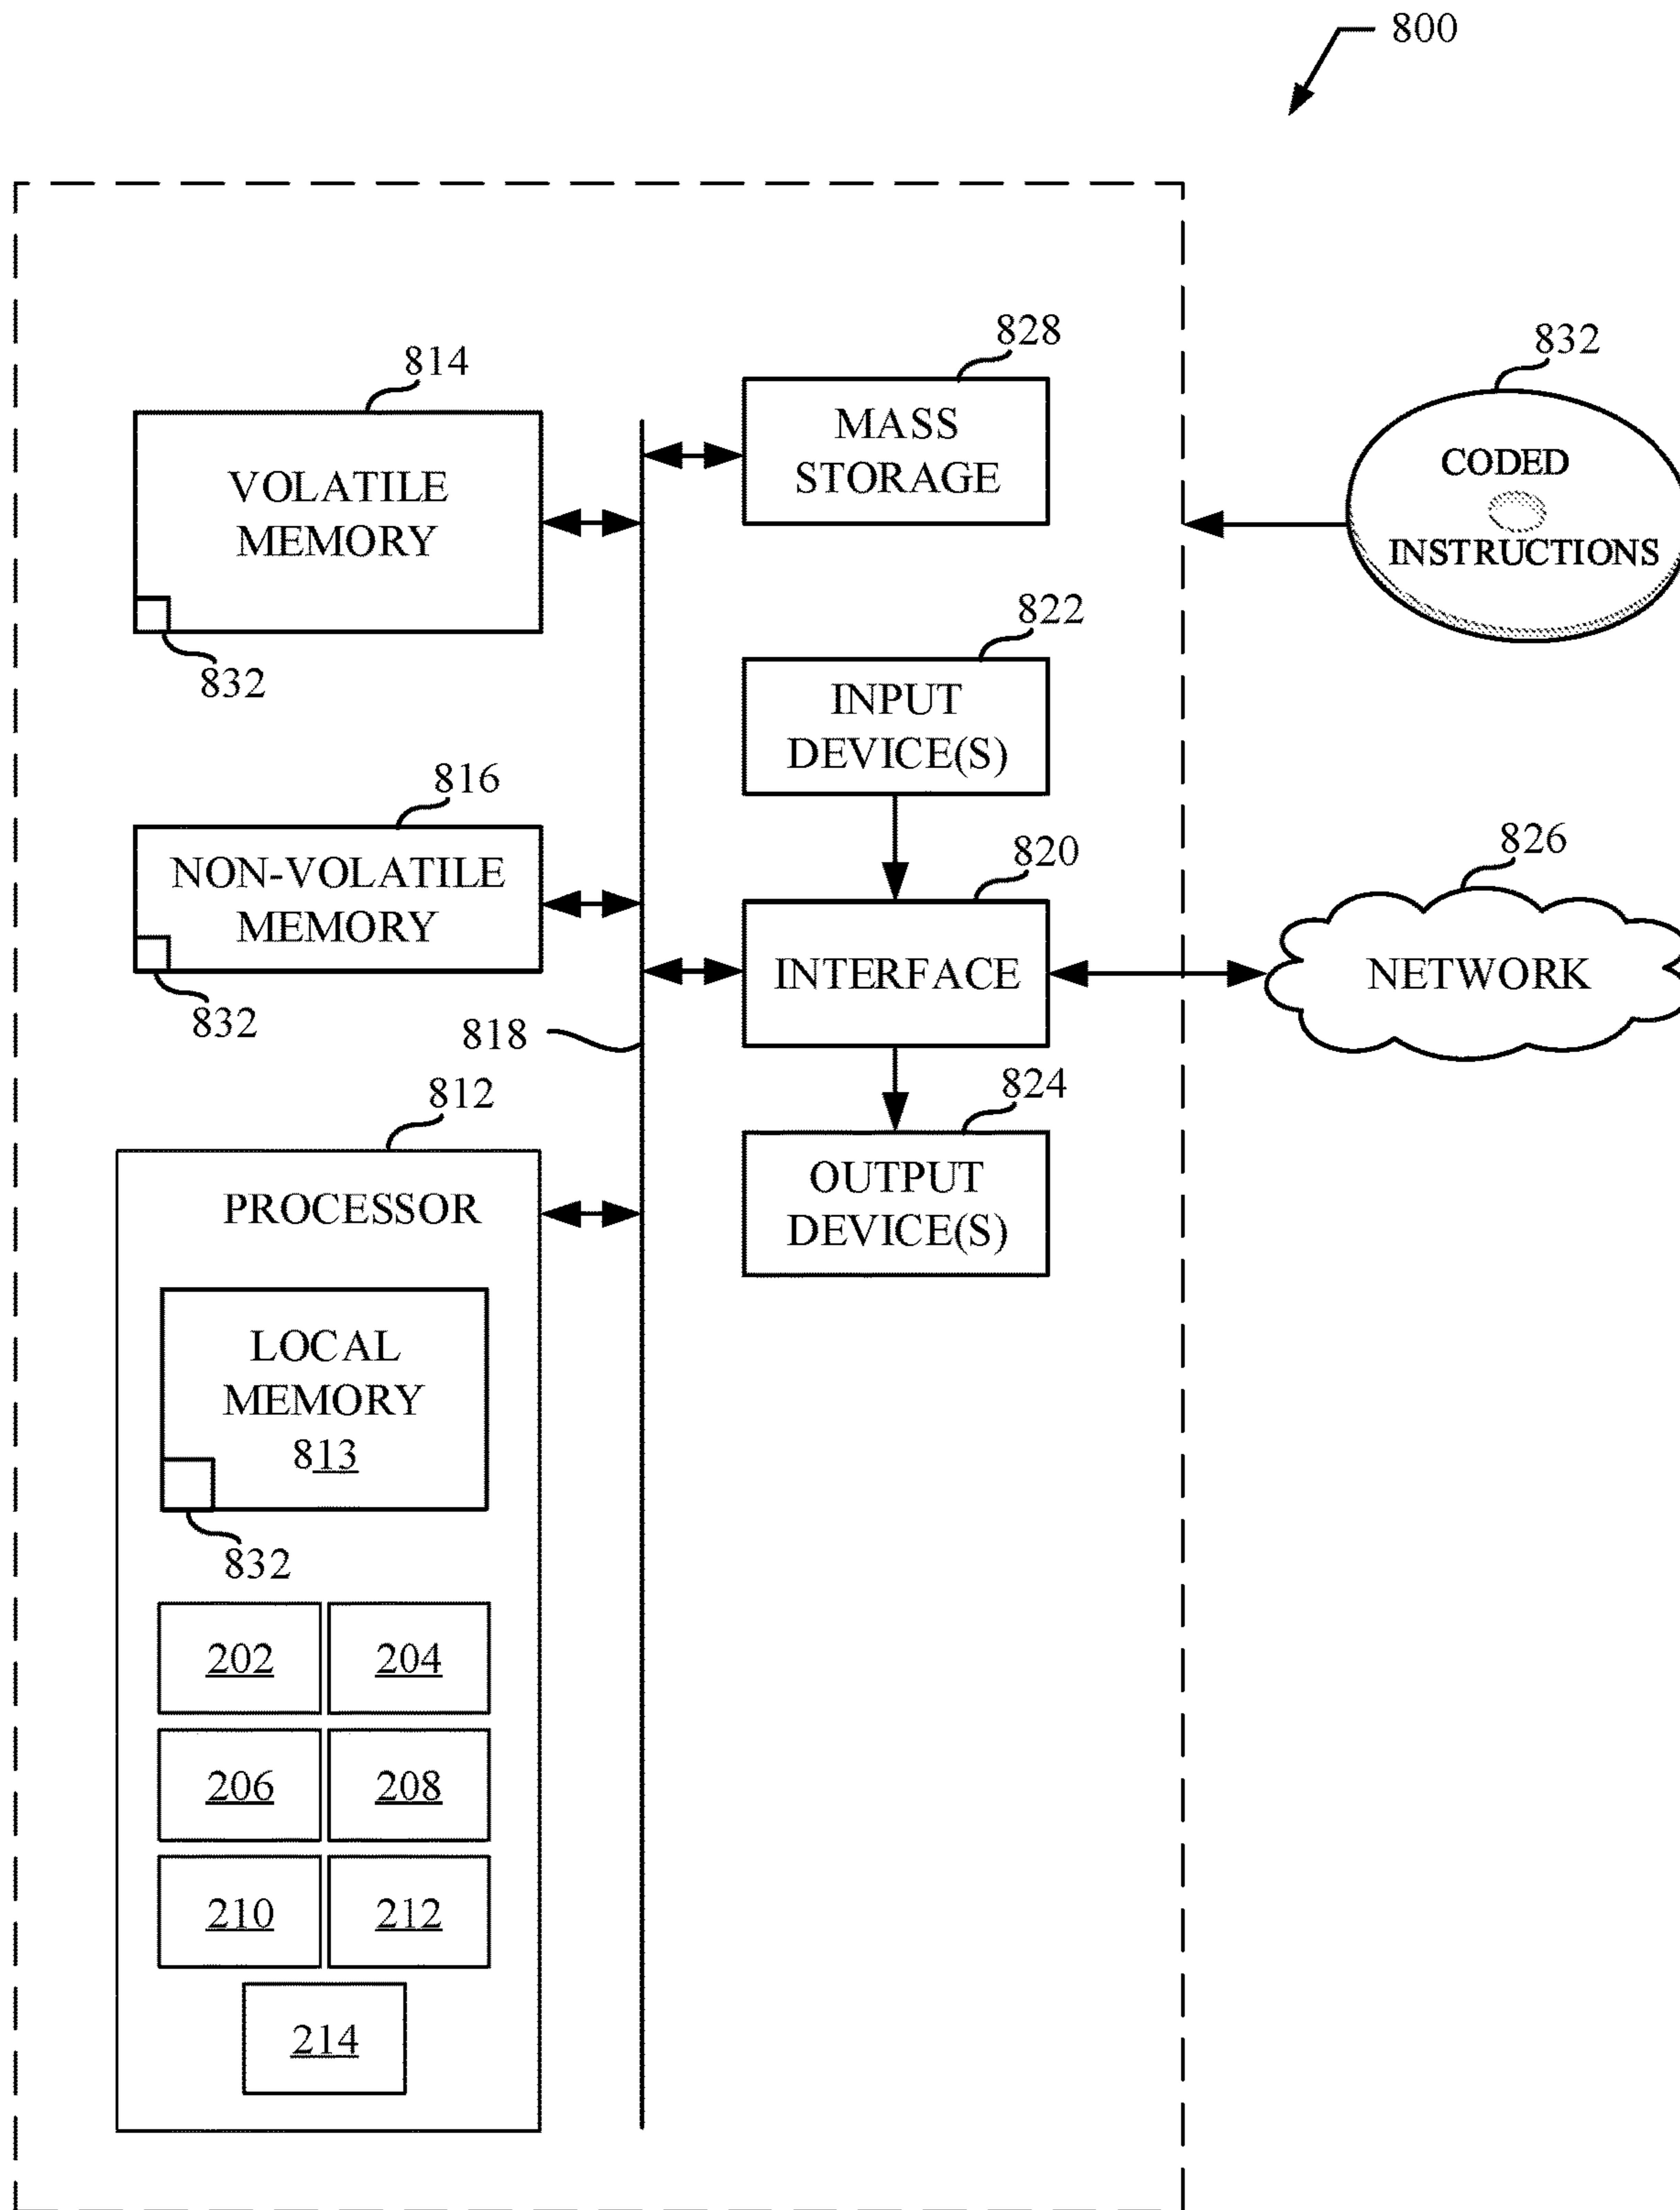 800
828
832
814
MASS
STORAGE
CODED
INSTRUCTIONS
VOLATILE
MEMORY
832
822
INPUT
DEVICE(S)
816
820
826
NON-VOLATILE
MEMORY
INTERFACE
NETWORK
832
818
812
824
PROCESSOR
OUTPUT
DEVICE(S)
LOCAL
MEMORY
813
832
202
204
206
208
210
212
214